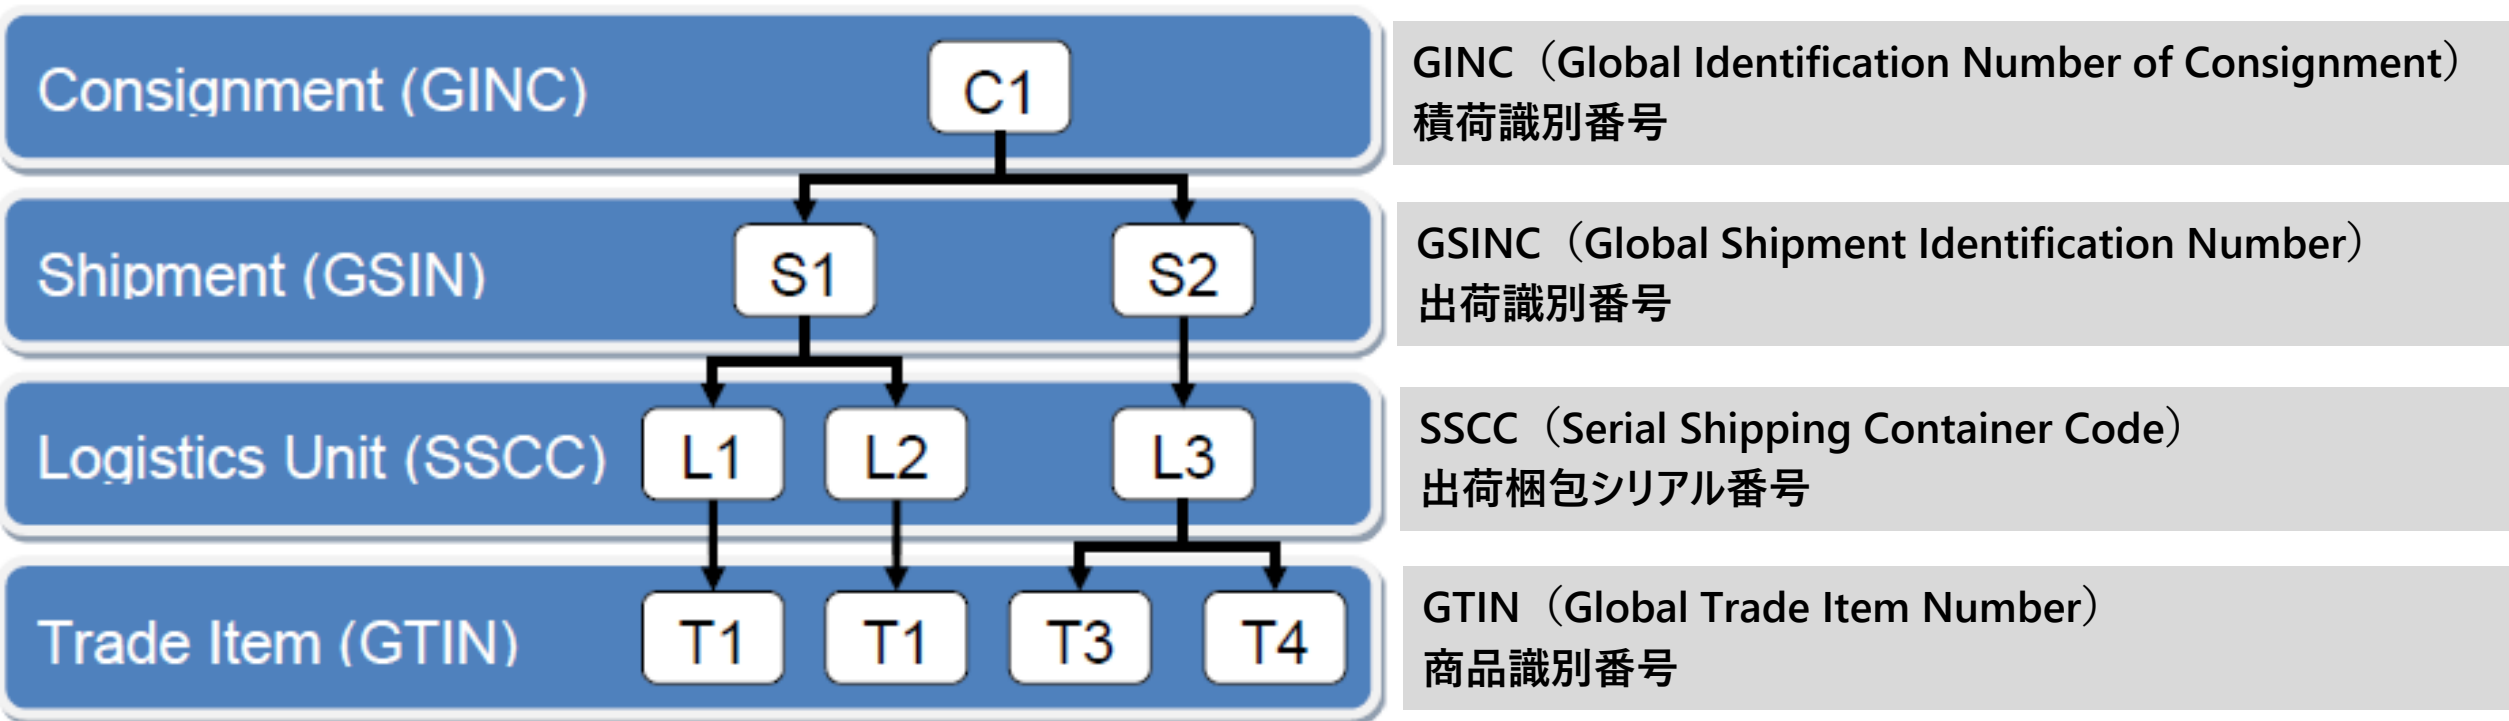 Consignment (GINC)
C1
GINC（Global Identification Number of Consignment）
積荷識別番号
Shipment (GSIN)
S1
S2
GSINC（Global Shipment Identification Number）
出荷識別番号
Logistics Unit (SSCC)
L1
L2
L3
SSCC（Serial Shipping Container Code）
出荷梱包シリアル番号
Trade Item (GTIN)
T1
T1
T3
T4
GTIN（Global Trade Item Number）
商品識別番号